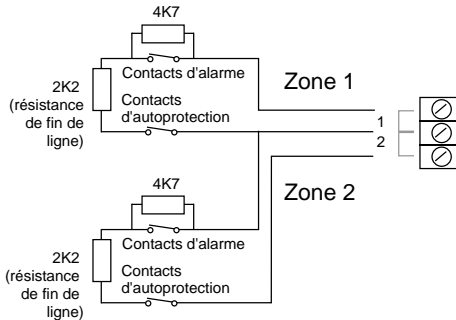 4K7
Contacts d'alarme
2K2
(résistance
de fin de
ligne)
Contacts
d'autoprotection
Zone 1
1
2
Zone 2
4K7
Contacts d'alarme
2K2
(résistance
de fin de
ligne)
Contacts
d'autoprotection